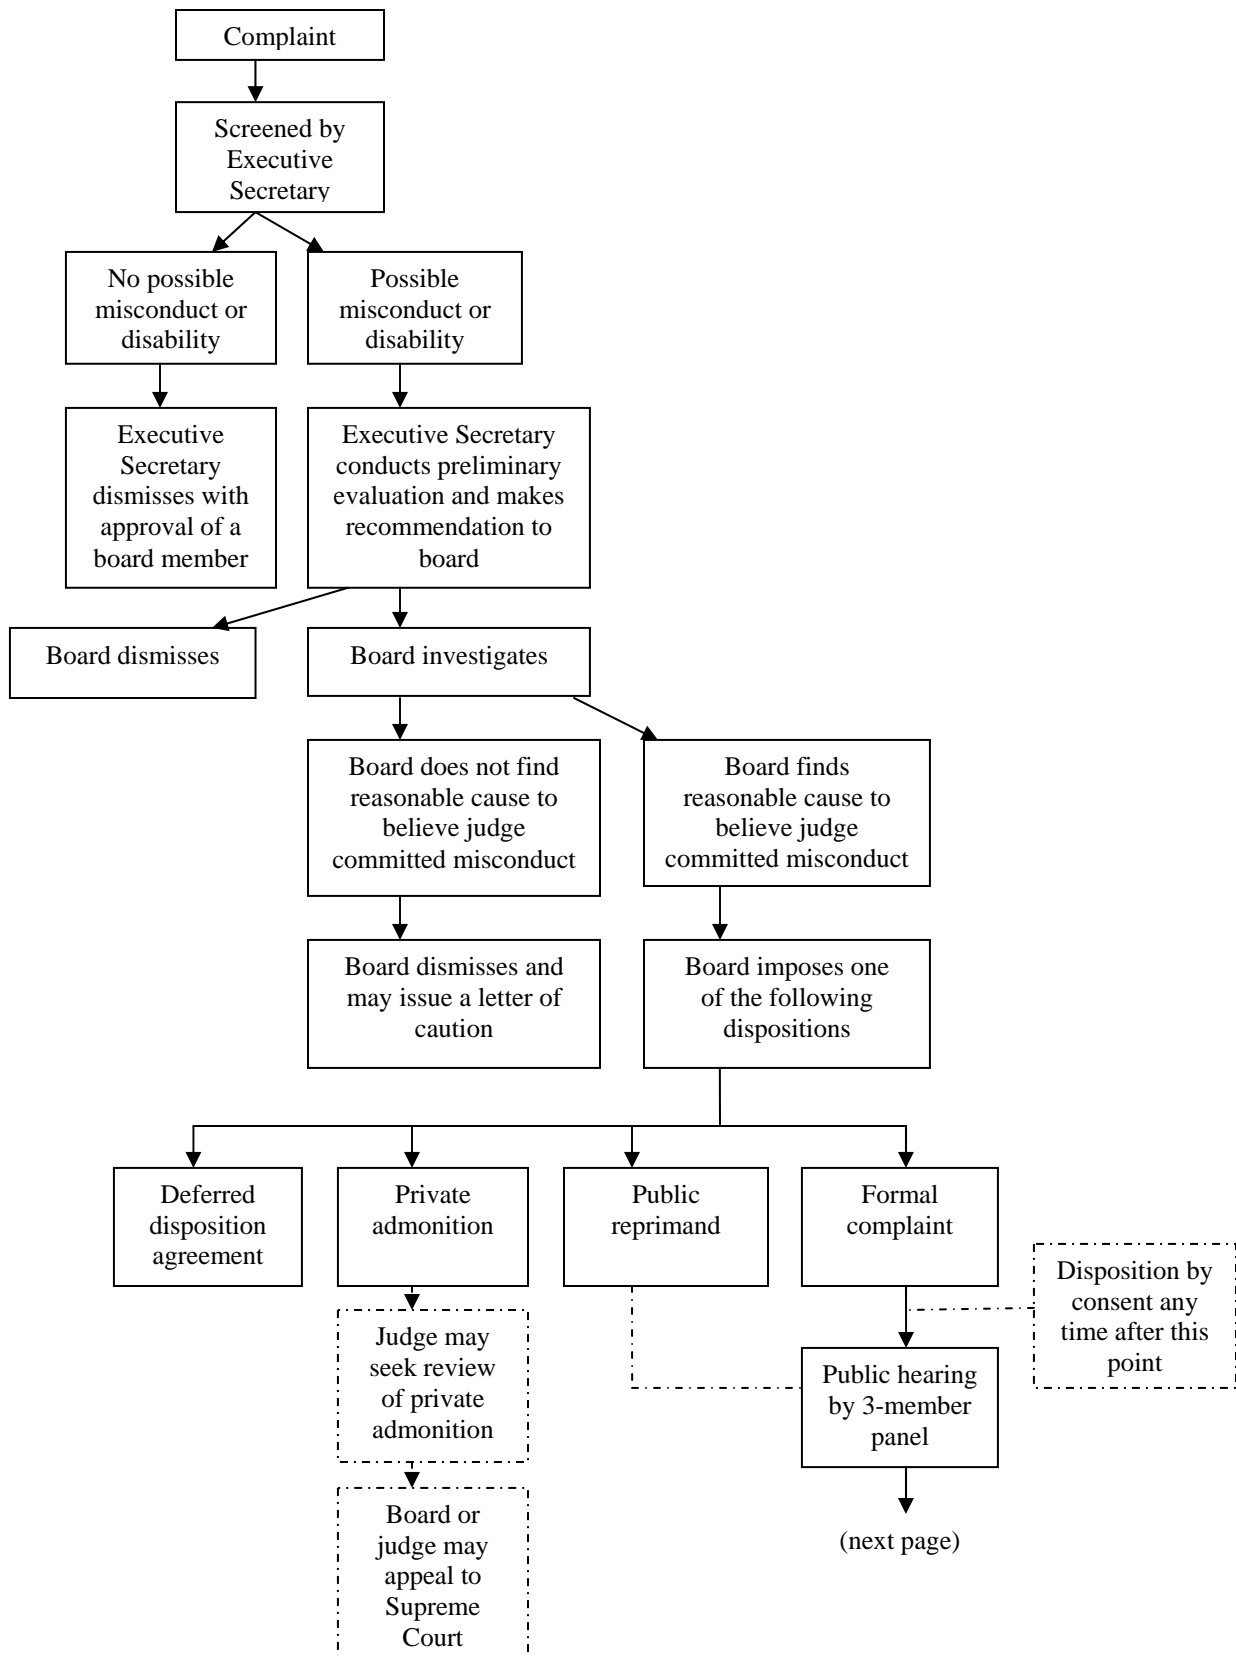 Complaint
Screened by
Executive
Secretary
No possible
misconduct or
disability
Possible
misconduct or
disability
Executive
Secretary
dismisses with
approval of a
board member
Executive Secretary
conducts preliminary
evaluation and makes
recommendation to
board
Board dismisses
Board investigates
Board does not find
reasonable cause to
believe judge
committed misconduct
Board finds
reasonable cause to
believe judge
committed misconduct
Board dismisses and
may issue a letter of
caution
Board imposes one
of the following
dispositions
Deferred
disposition
agreement
Private
admonition
Public
reprimand
Formal
complaint
Disposition by
consent any
time after this
point
Judge may
seek review
of private
admonition
Public hearing
by 3-member
panel
Board or
judge may
appeal to
Supreme
Court
(next page)